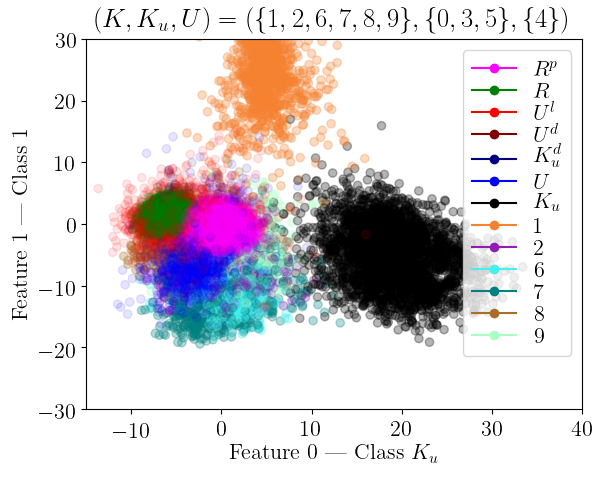 (K, K_u, U) = ({1, 2, 6, 7, 8, 9}, {0, 3, 5}, {4})
30
20
10
0
−10
−20
−30
Feature 1 — Class 1
R^p
R
U^l
U^d
K_u^d
U
K_u
1
2
6
7
8
9
−10 0 10 20 30 40
Feature 0 — Class K_u